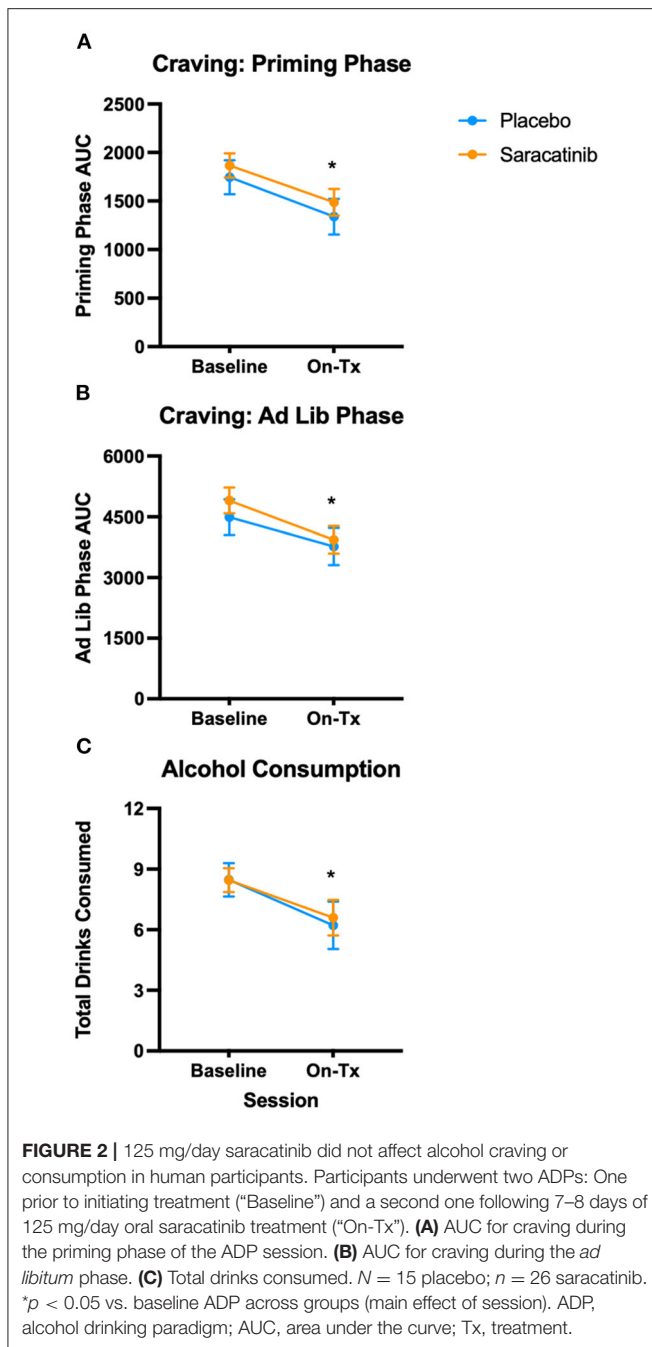 A
Craving: Priming Phase
Placebo
Saracatinib
Priming Phase AUC
2500
2000
1500
1000
500
0
*
Baseline
On-Tx
B
Craving: Ad Lib Phase
Ad Lib Phase AUC
6000
4500
3000
1500
0
*
Baseline
On-Tx
C
Alcohol Consumption
Total Drinks Consumed
12
9
6
3
0
*
Baseline
On-Tx
Session
FIGURE 2 | 125 mg/day saracatinib did not affect alcohol craving or
consumption in human participants. Participants underwent two ADPs: One
prior to initiating treatment (“Baseline”) and a second one following 7–8 days of
125 mg/day oral saracatinib treatment (“On-Tx”). (A) AUC for craving during
the priming phase of the ADP session. (B) AUC for craving during the ad
libitum phase. (C) Total drinks consumed. N = 15 placebo; n = 26 saracatinib.
*p < 0.05 vs. baseline ADP across groups (main effect of session). ADP,
alcohol drinking paradigm; AUC, area under the curve; Tx, treatment.